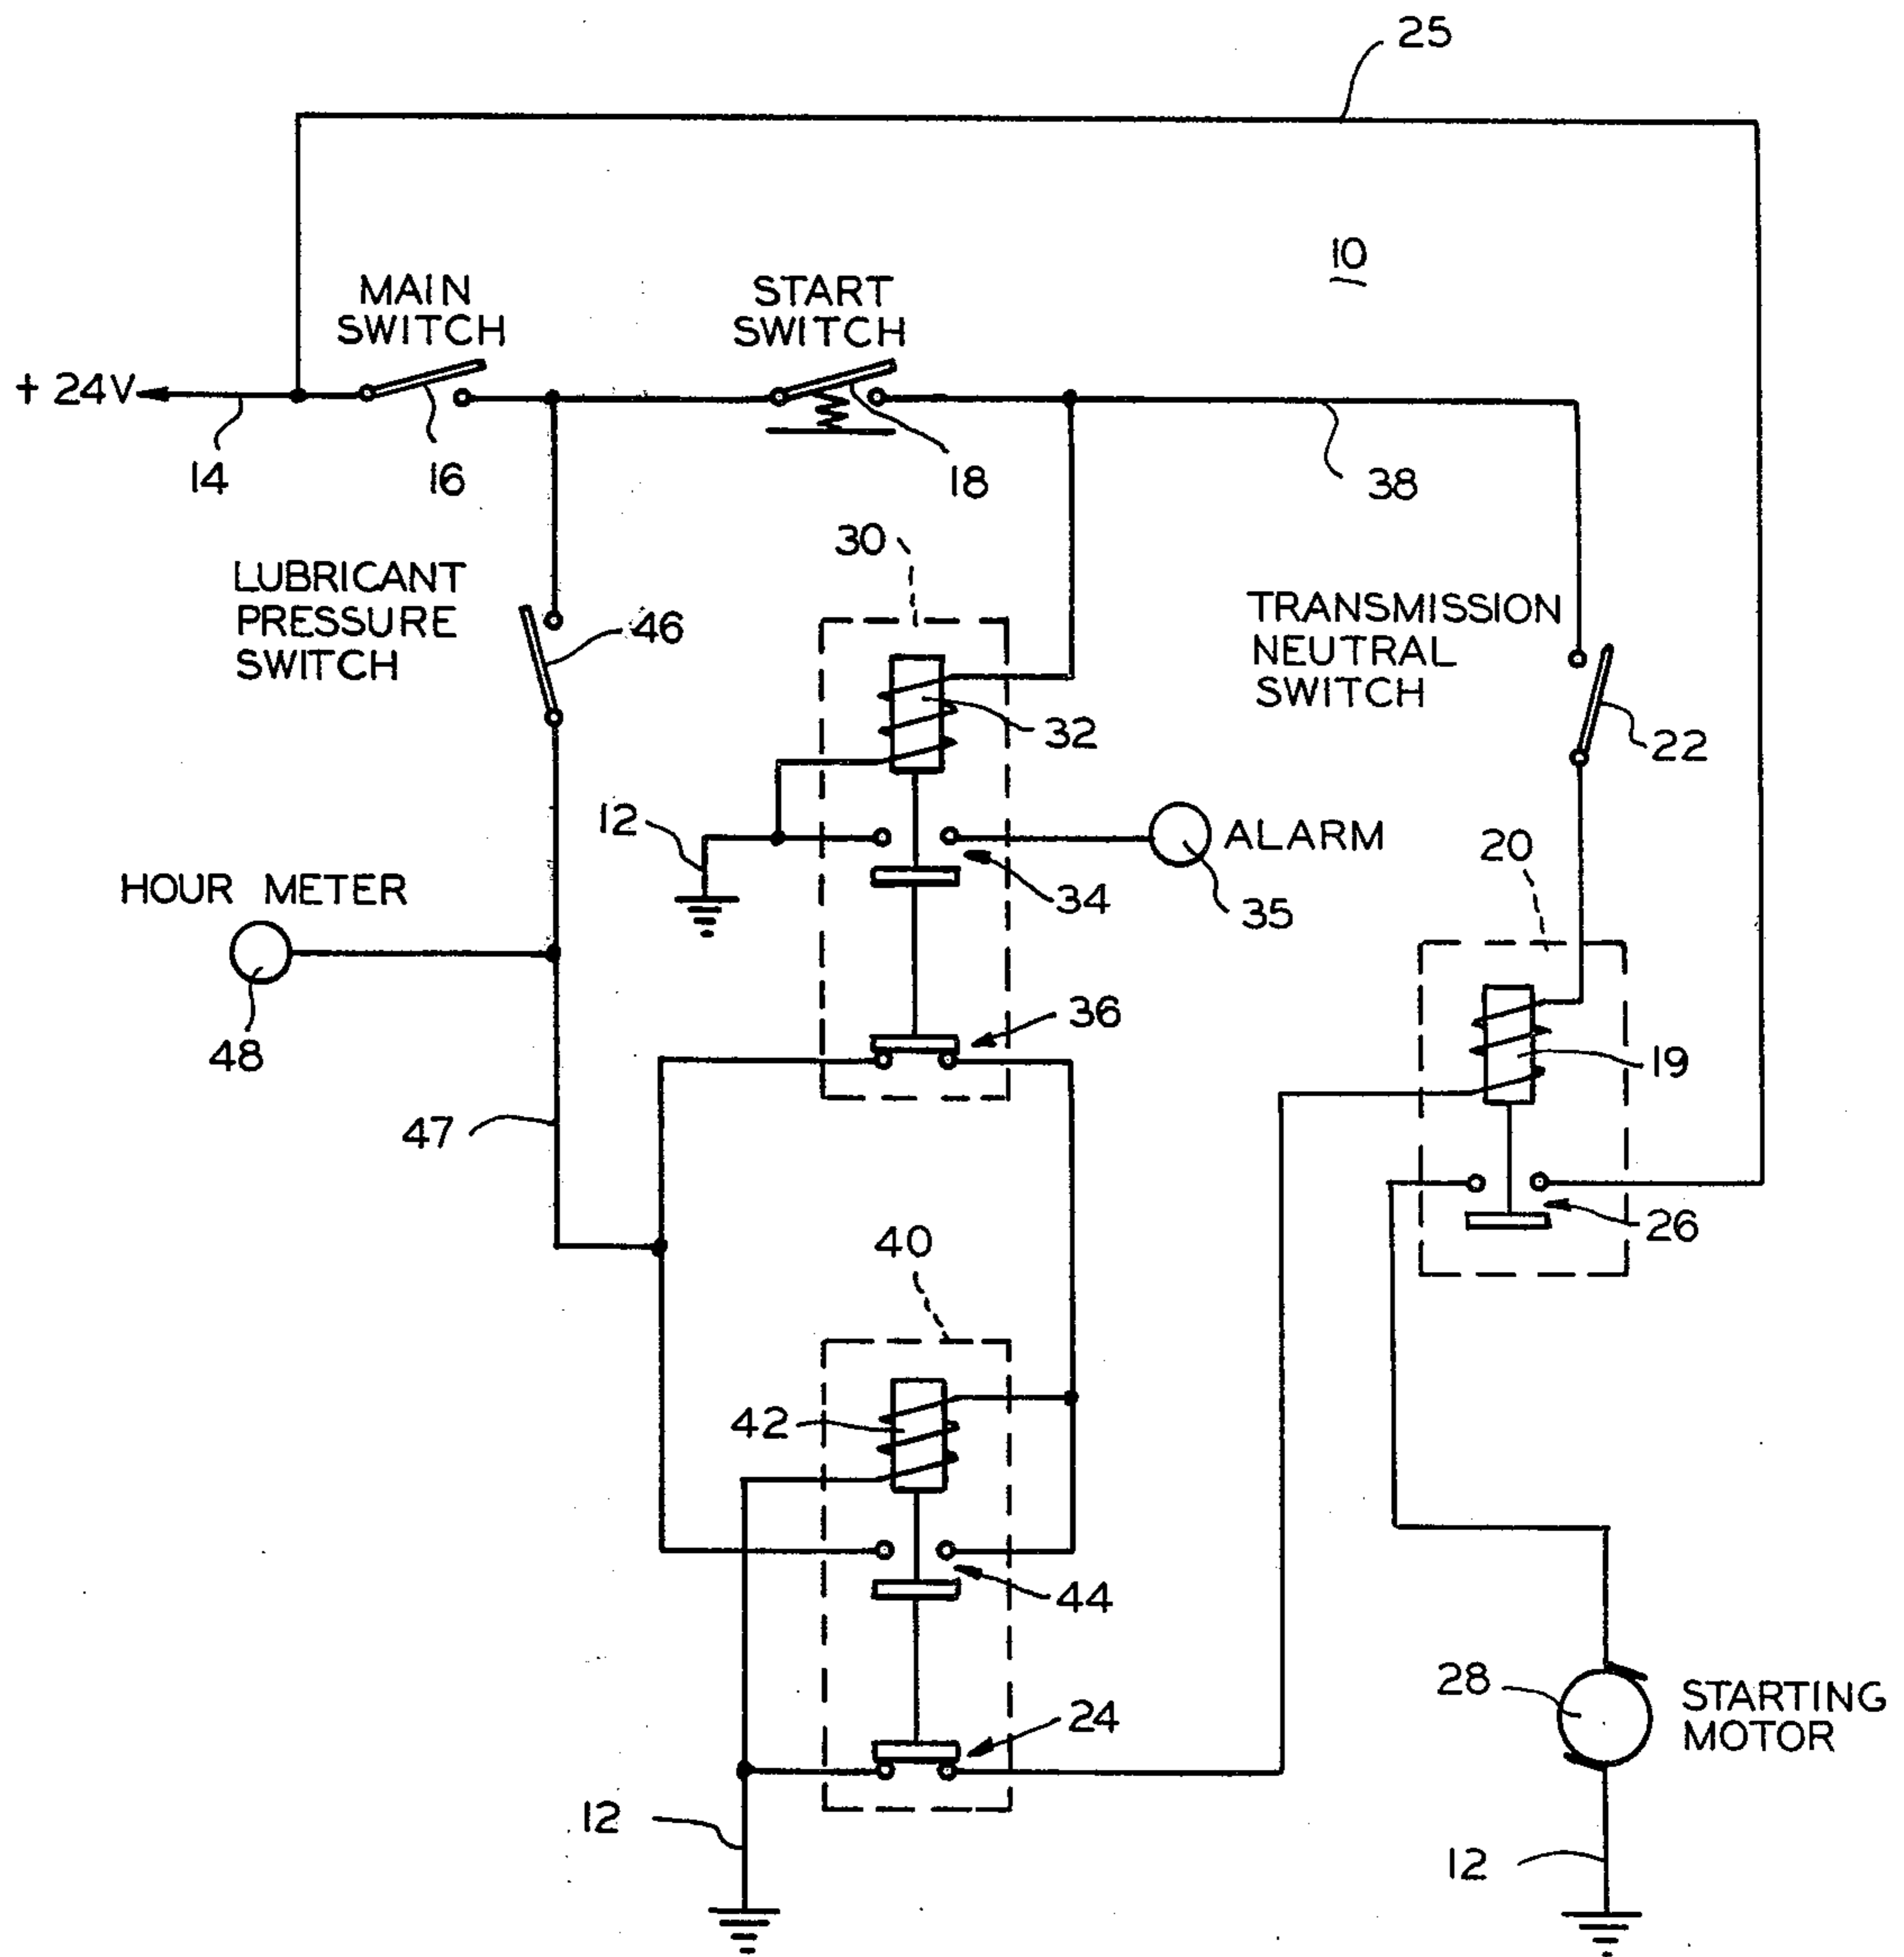 25
10
MAIN
SWITCH
START
SWITCH
+ 24V
14
16
18
38
30
LUBRICANT
PRESSURE
SWITCH
46
TRANSMISSION
NEUTRAL
SWITCH
32
22
12
ALARM
20
HOUR METER
34
35
48
36
19
47
26
40
42
44
28
STARTING
MOTOR
24
12
12